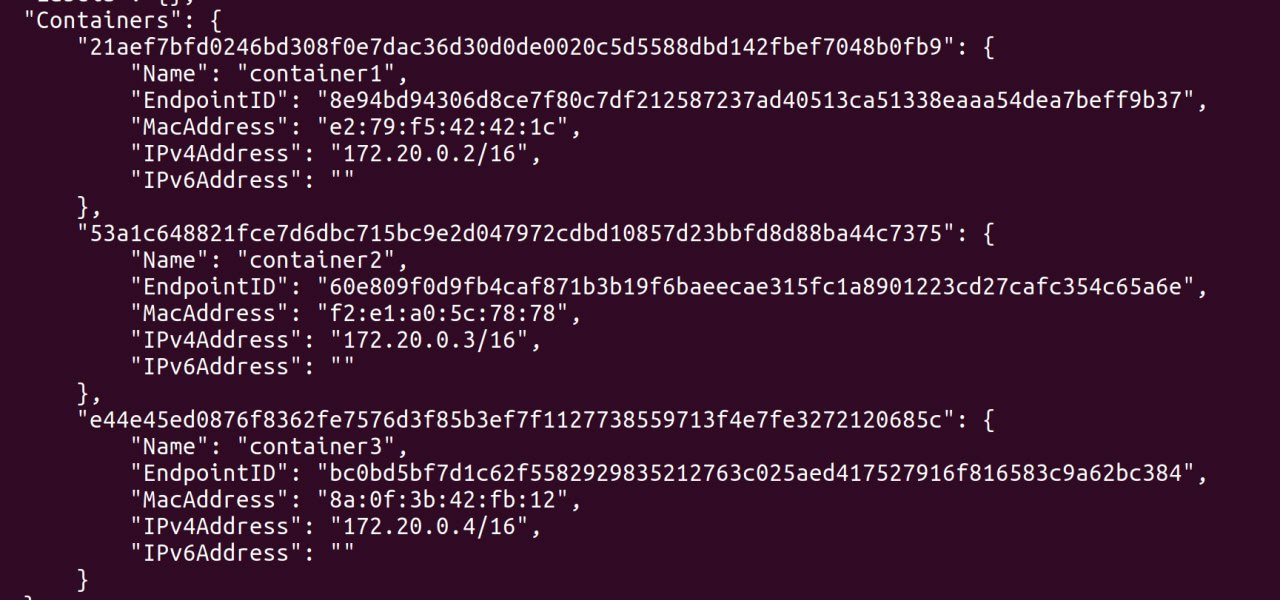 "Containers": {
"21aef7bfd0246bd308f0e7dac36d30d0de0020c5d5588dbd142fbef7048b0fb9": {
"Name": "container1",
"EndpointID": "8e94bd94306d8ce7f80c7df212587237ad40513ca51338eaaa54dea7beff9b37",
"MacAddress": "e2:79:f5:42:42:1c",
"IPv4Address": "172.20.0.2/16",
"IPv6Address": ""
},
"53a1c648821fce7d6dbc715bc9e2d047972cdbd10857d23bbfd8d88ba44c7375": {
"Name": "container2",
"EndpointID": "60e809f0d9fb4caf871b3b19f6baeecae315fc1a8901223cd27cafc354c65a6e",
"MacAddress": "f2:e1:a0:5c:78:78",
"IPv4Address": "172.20.0.3/16",
"IPv6Address": ""
},
"e44e45ed0876f8362fe7576d3f85b3ef7f1127738559713f4e7fe3272120685c": {
"Name": "container3",
"EndpointID": "bc0bd5bf7d1c62f5582929835212763c025aed417527916f816583c9a62bc384",
"MacAddress": "8a:0f:3b:42:fb:12",
"IPv4Address": "172.20.0.4/16",
"IPv6Address": ""
}